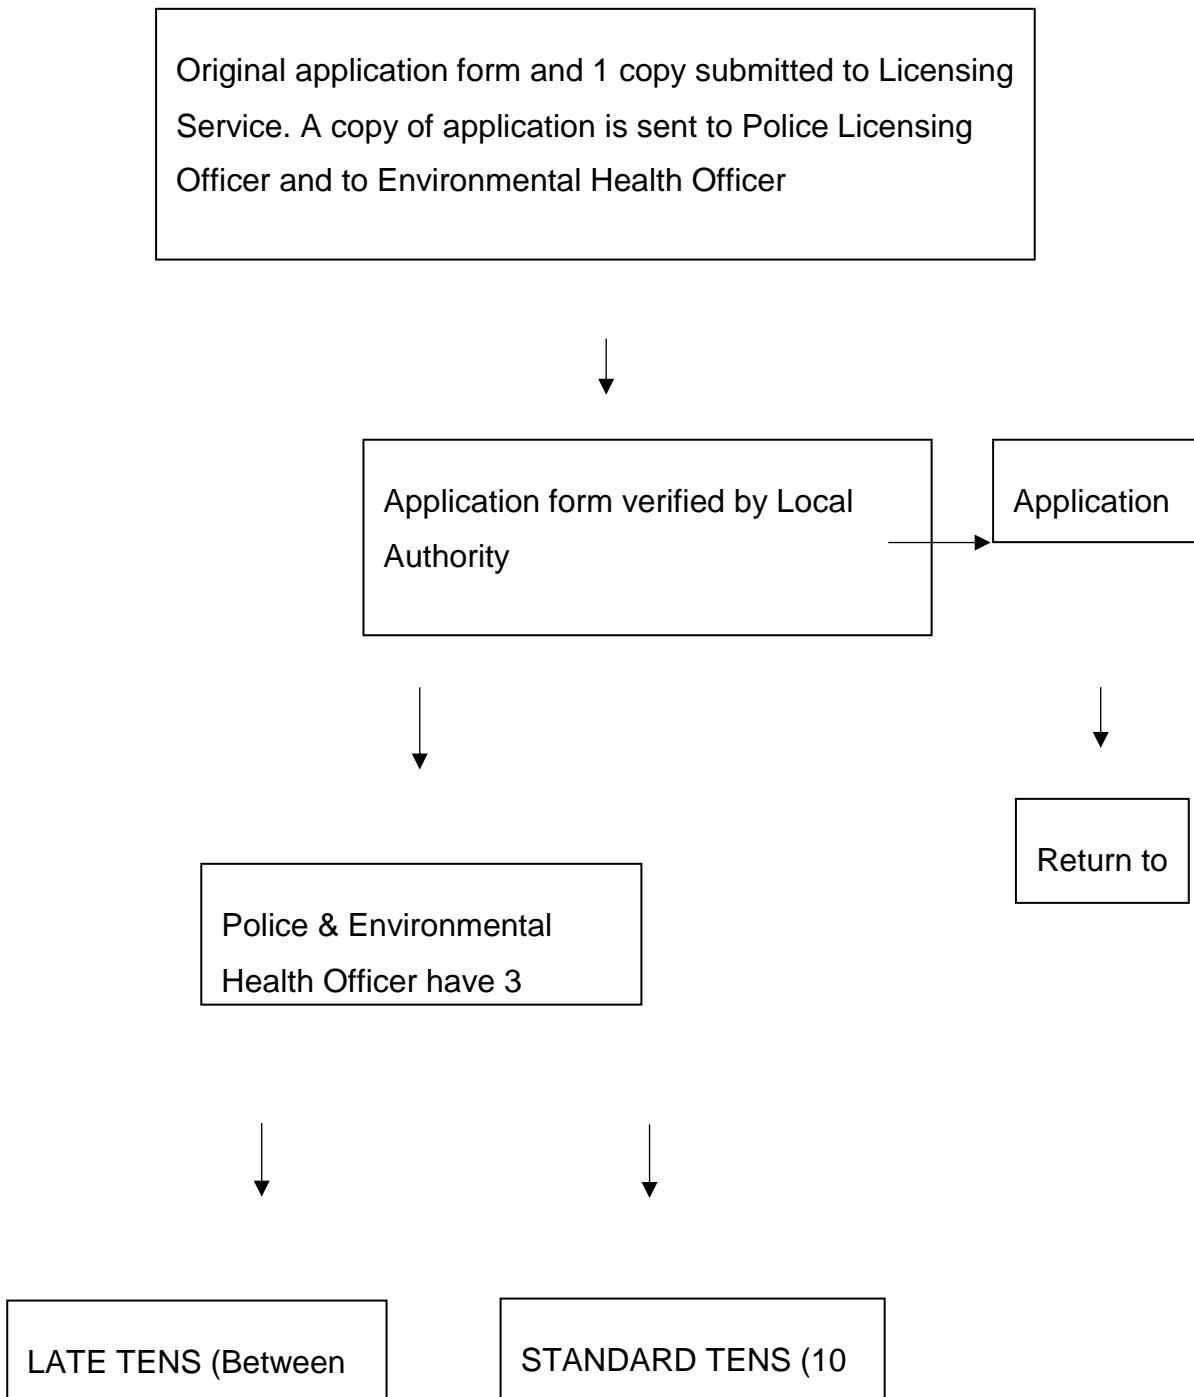 Original application form and 1 copy submitted to Licensing
Service. A copy of application is sent to Police Licensing
Officer and to Environmental Health Officer
Application form verified by Local
Authority
Application
Return to
Police & Environmental
Health Officer have 3
LATE TENS (Between
STANDARD TENS (10